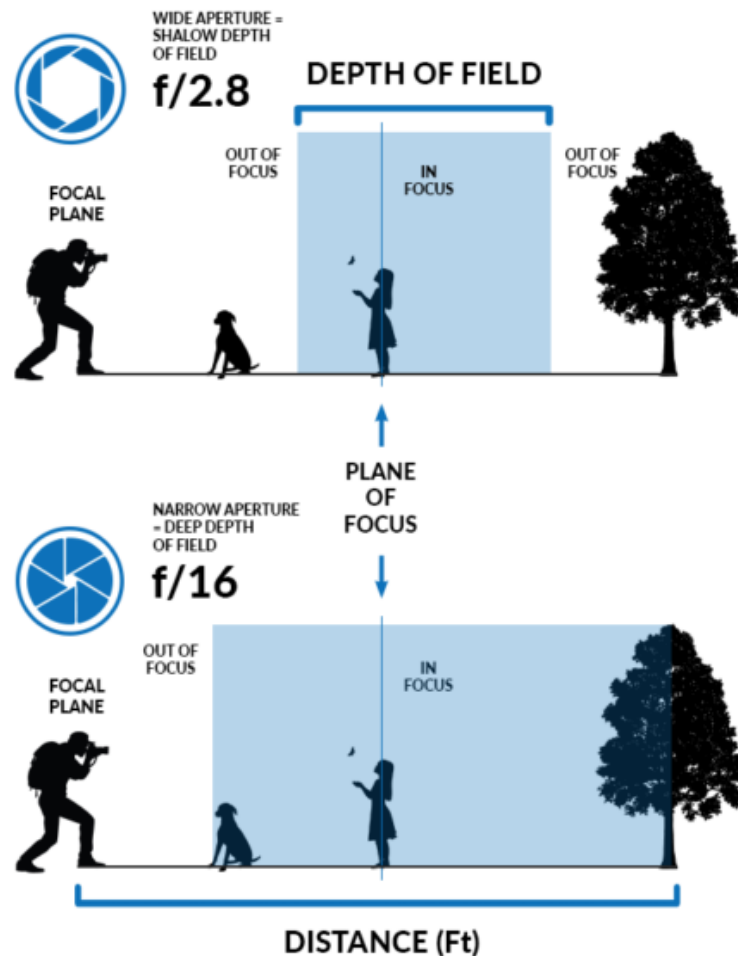 WIDE APERTURE =
SHALOW DEPTH
OF FIELD
f/2.8
DEPTH OF FIELD
OUT OF
FOCUS
IN
FOCUS
OUT OF
FOCUS
FOCAL
PLANE
PLANE
OF
FOCUS
NARROW APERTURE
= DEEP DEPTH
OF FIELD
f/16
OUT OF
FOCUS
IN
FOCUS
FOCAL
PLANE
DISTANCE (Ft)